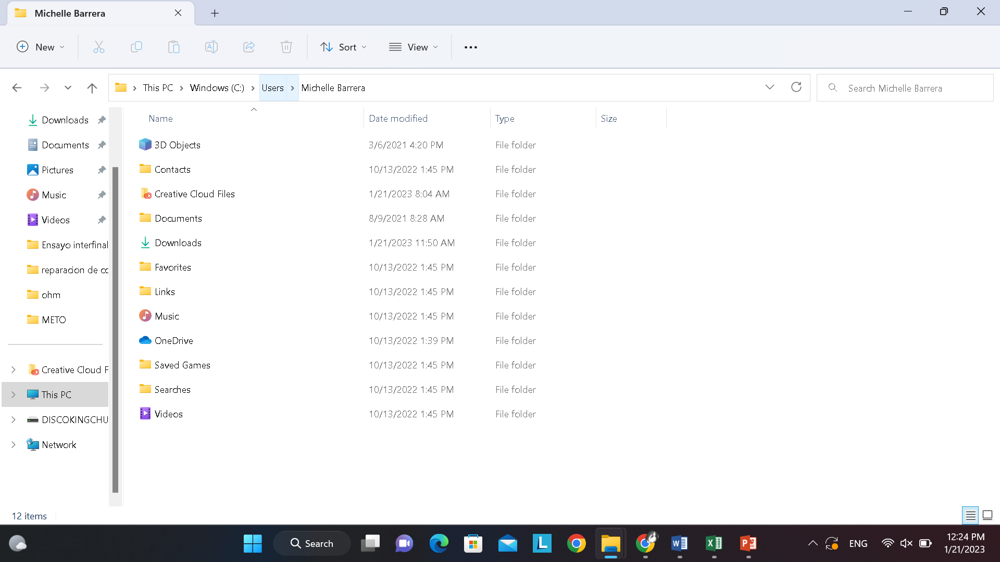 Michelle Barrera
New
Sort
View
This PC > Windows (C:) > Users > Michelle Barrera
Search Michelle Barrera
Downloads
Documents
Pictures
Music
Videos
Ensayo interfinal
reparacion de cc
ohm
METO
Creative Cloud F
This PC
DISCOKINGCHU
Network
Name Date modified Type Size
3D Objects 3/6/2021 4:20 PM File folder
Contacts 10/13/2022 1:45 PM File folder
Creative Cloud Files 1/21/2023 8:04 AM File folder
Documents 8/9/2021 8:28 AM File folder
Downloads 1/21/2023 11:50 AM File folder
Favorites 10/13/2022 1:45 PM File folder
Links 10/13/2022 1:45 PM File folder
Music 10/13/2022 1:45 PM File folder
OneDrive 10/13/2022 1:39 PM File folder
Saved Games 10/13/2022 1:45 PM File folder
Searches 10/13/2022 1:45 PM File folder
Videos 10/13/2022 1:45 PM File folder
12 items
Search
ENG
12:24 PM
1/21/2023